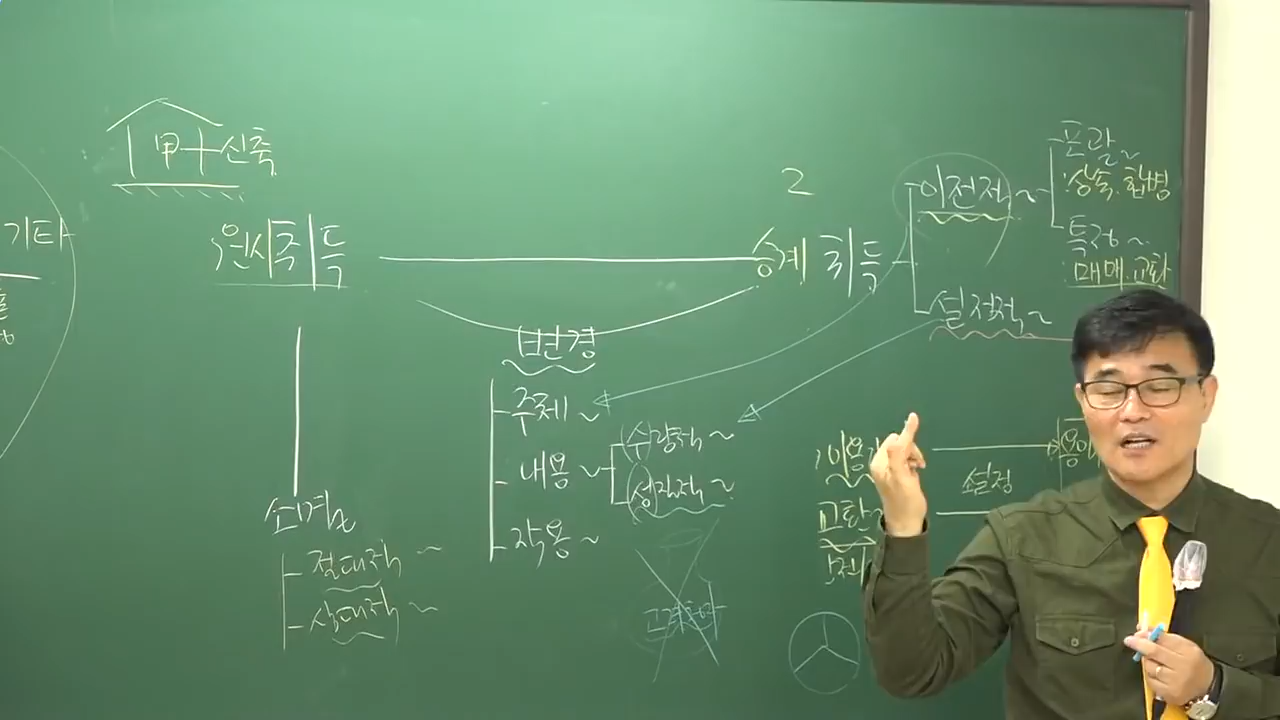 甲 신축
기타
원시취득
2
승계취득
이전적~
포괄~
상속.합병
특정~
매매.교환
설정적~
변경
주체~
내용~
작용~
수량적~
성질적~
소멸
절대적~
상대적~
교환
설정